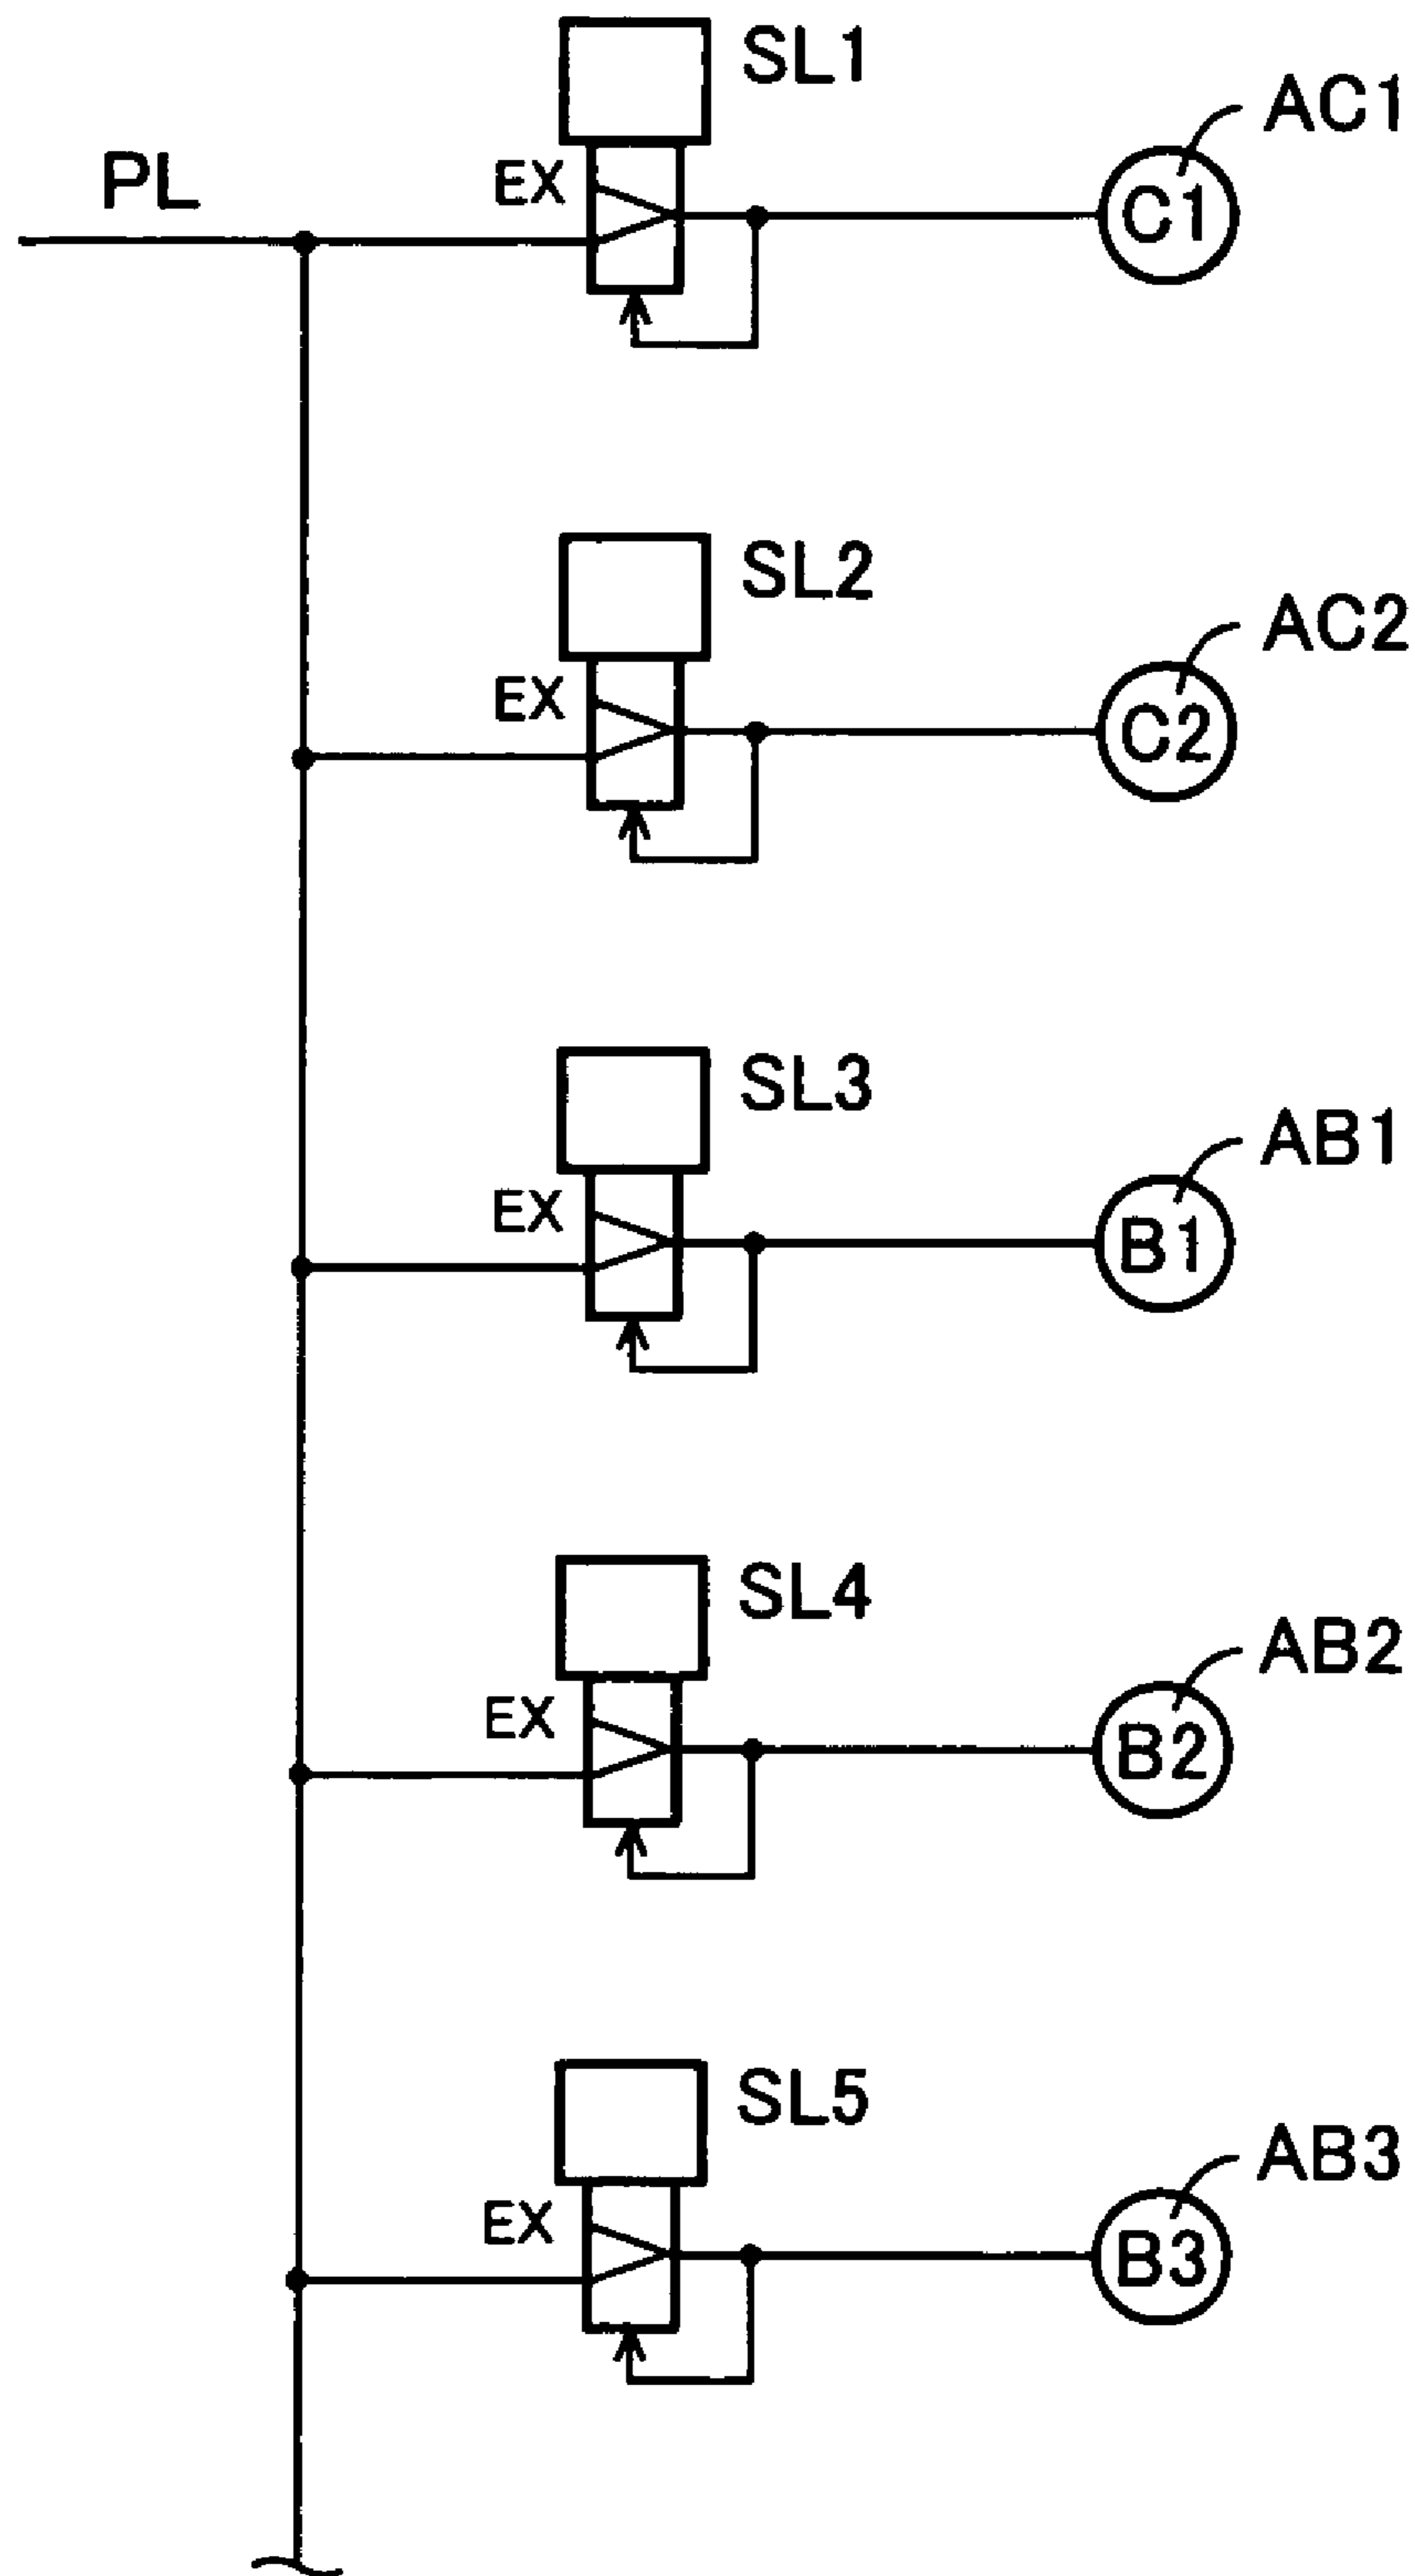 SL1
AC1
PL
EX
C1
SL2
AC2
EX
C2
SL3
AB1
EX
B1
SL4
AB2
EX
B2
SL5
AB3
EX
B3